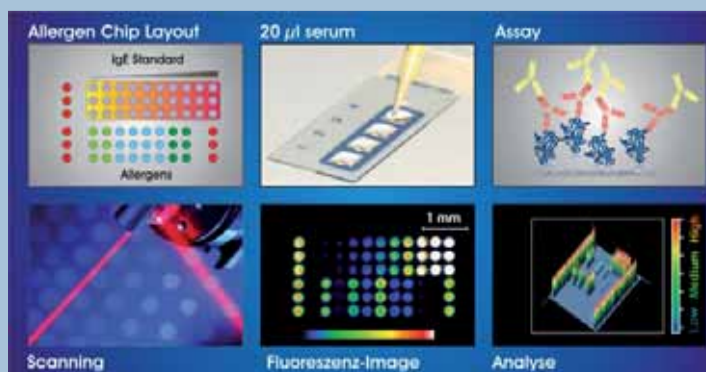 Allergen Chip Layout
20 µl serum
Assay
IgE Standard
Allergens
1 mm
Low Medium High
Scanning
Fluoreszenz-Image
Analyse